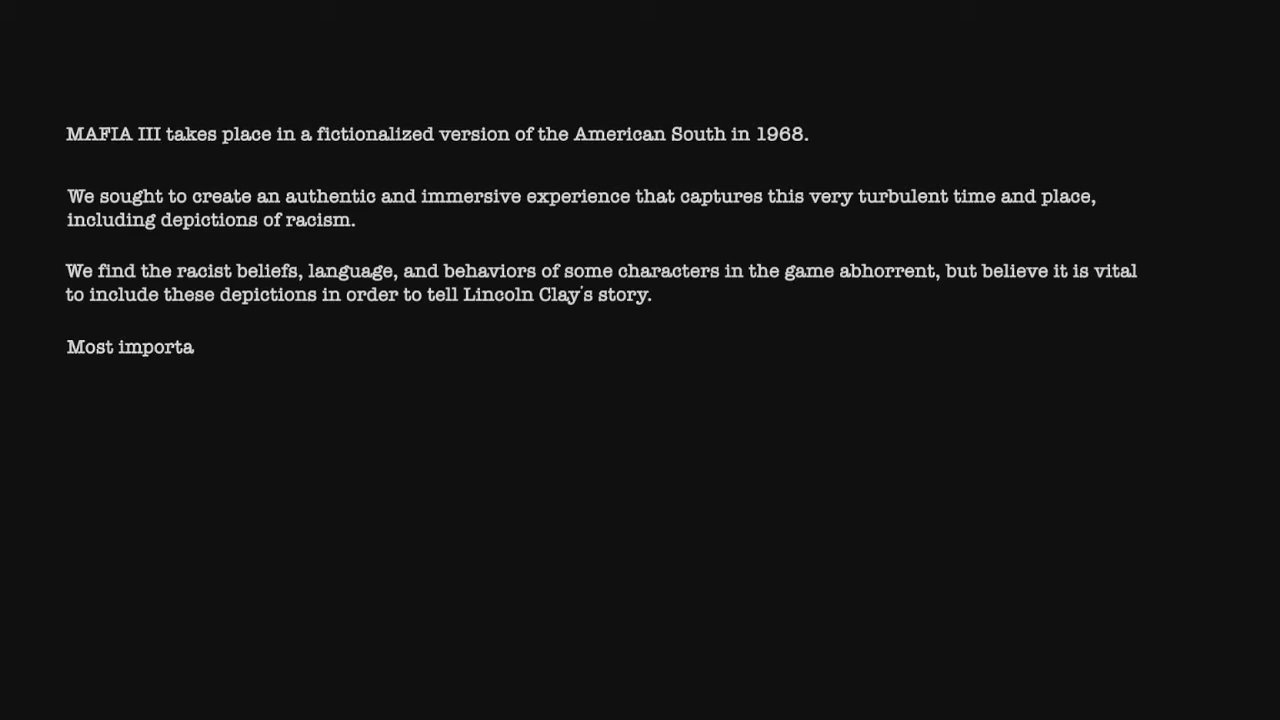 MAFIA III takes place in a fictionalized version of the American South in 1968.
We sought to create an authentic and immersive experience that captures this very turbulent time and place,
including depictions of racism.
We find the racist beliefs, language, and behaviors of some characters in the game abhorrent, but believe it is vital
to include these depictions in order to tell Lincoln Clay's story.
Most importa